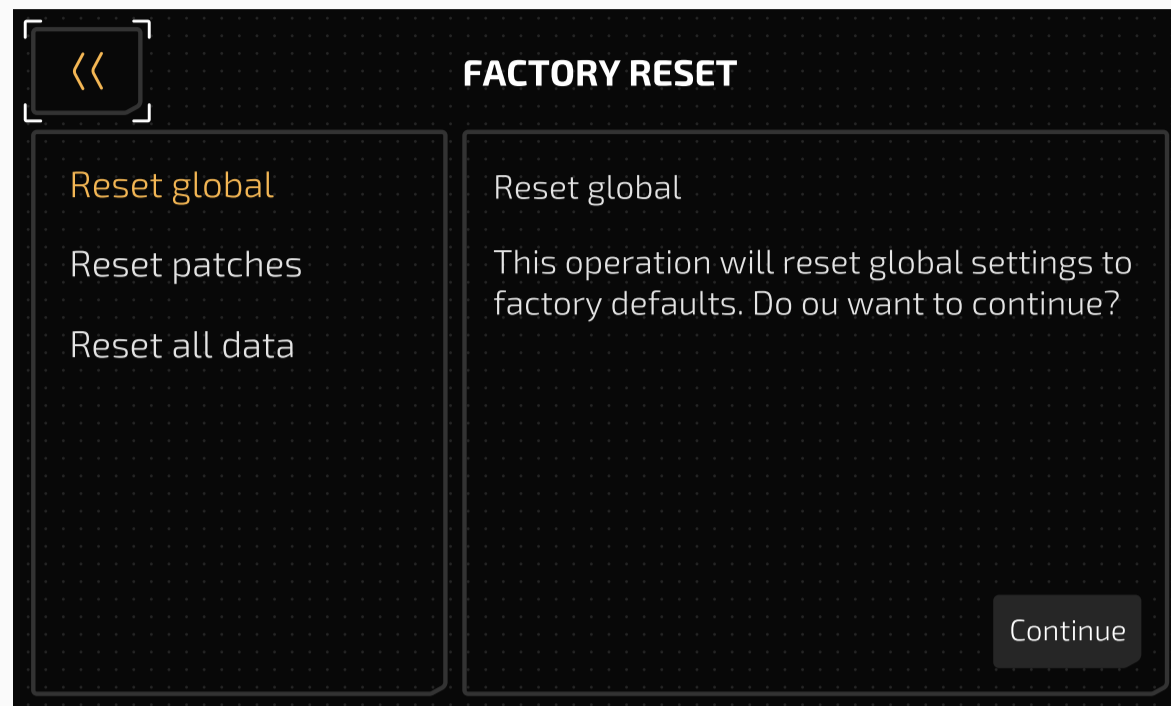 FACTORY RESET
Reset global
Reset patches
Reset all data
Reset global
This operation will reset global settings to
factory defaults. Do ou want to continue?
Continue